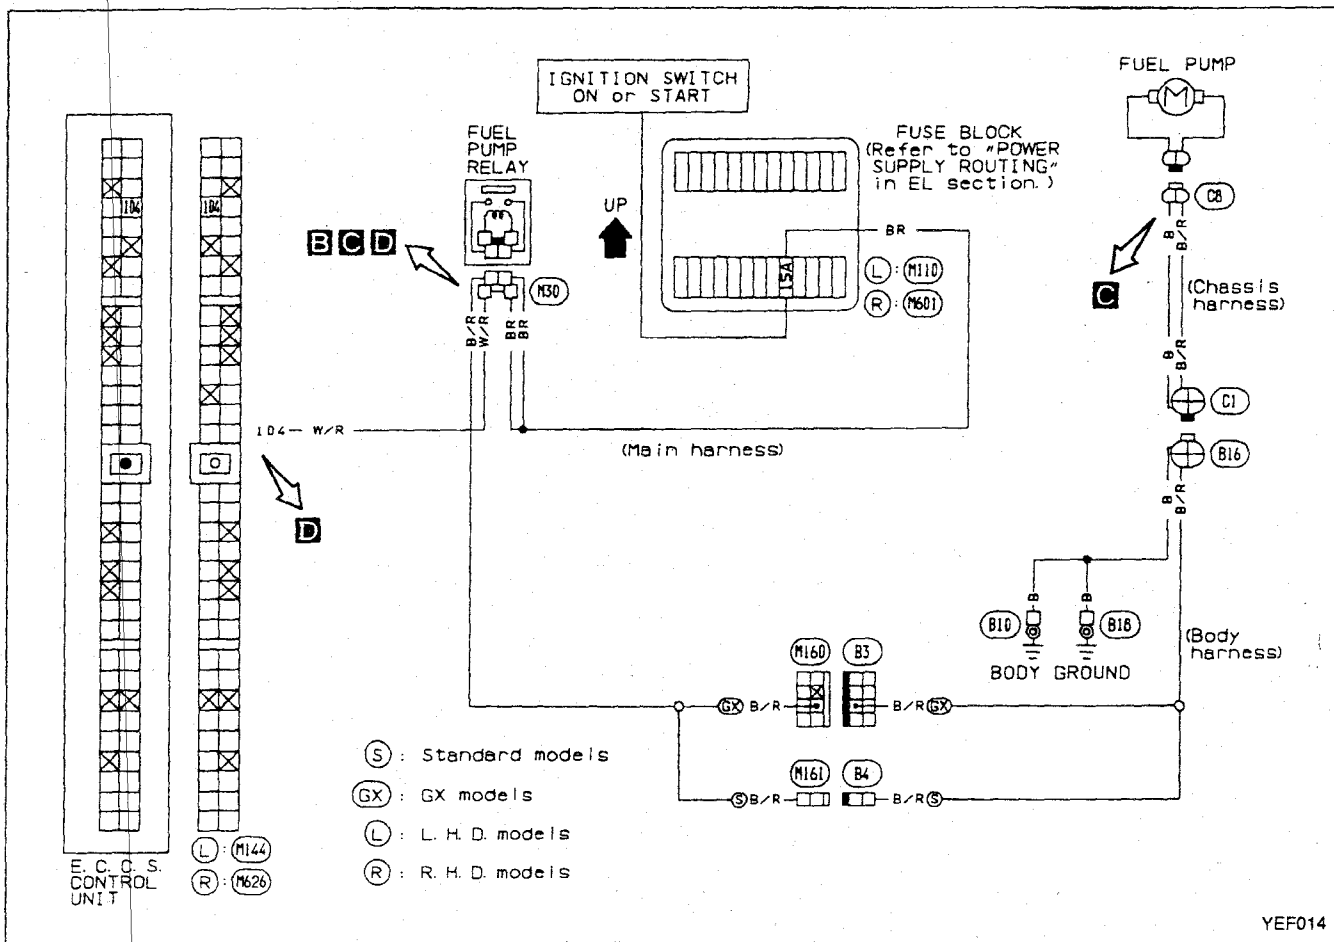 IGNITION SWITCH
ON or START
FUEL PUMP
M
FUEL
PUMP
RELAY
FUSE BLOCK
(Refer to "POWER
SUPPLY ROUTING"
in EL section.)
UP
104
104
B C D
BR
15A
L : M110
R : M601
M30
C8
B
B/R
C
(Chassis
harness)
B/R
W/R
BR
BR
B
B/R
C1
104 W/R
(Main harness)
B16
B
B/R
D
B
B
B10
B18
BODY GROUND
(Body
harness)
M160
B3
GX B/R
B/R GX
M161
B4
S B/R
B/R S
S : Standard models
GX : GX models
L : L. H. D. models
R : R. H. D. models
E. C. C. S.
CONTROL
UNIT
L : M144
R : M626
YEF014